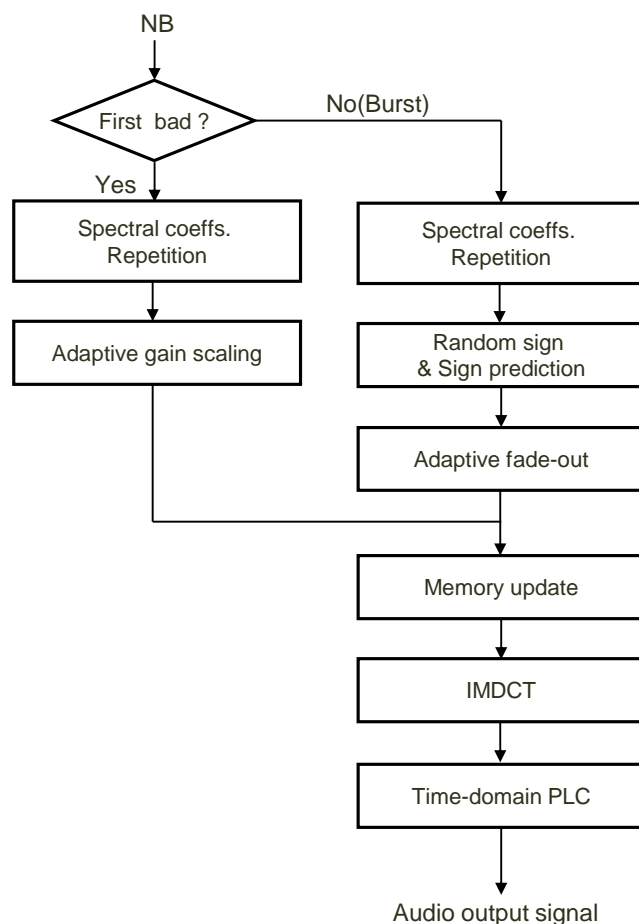 NB
First bad ?
No(Burst)
Yes
Spectral coeffs.
Repetition
Adaptive gain scaling
Spectral coeffs.
Repetition
Random sign
& Sign prediction
Adaptive fade-out
Memory update
IMDCT
Time-domain PLC
Audio output signal